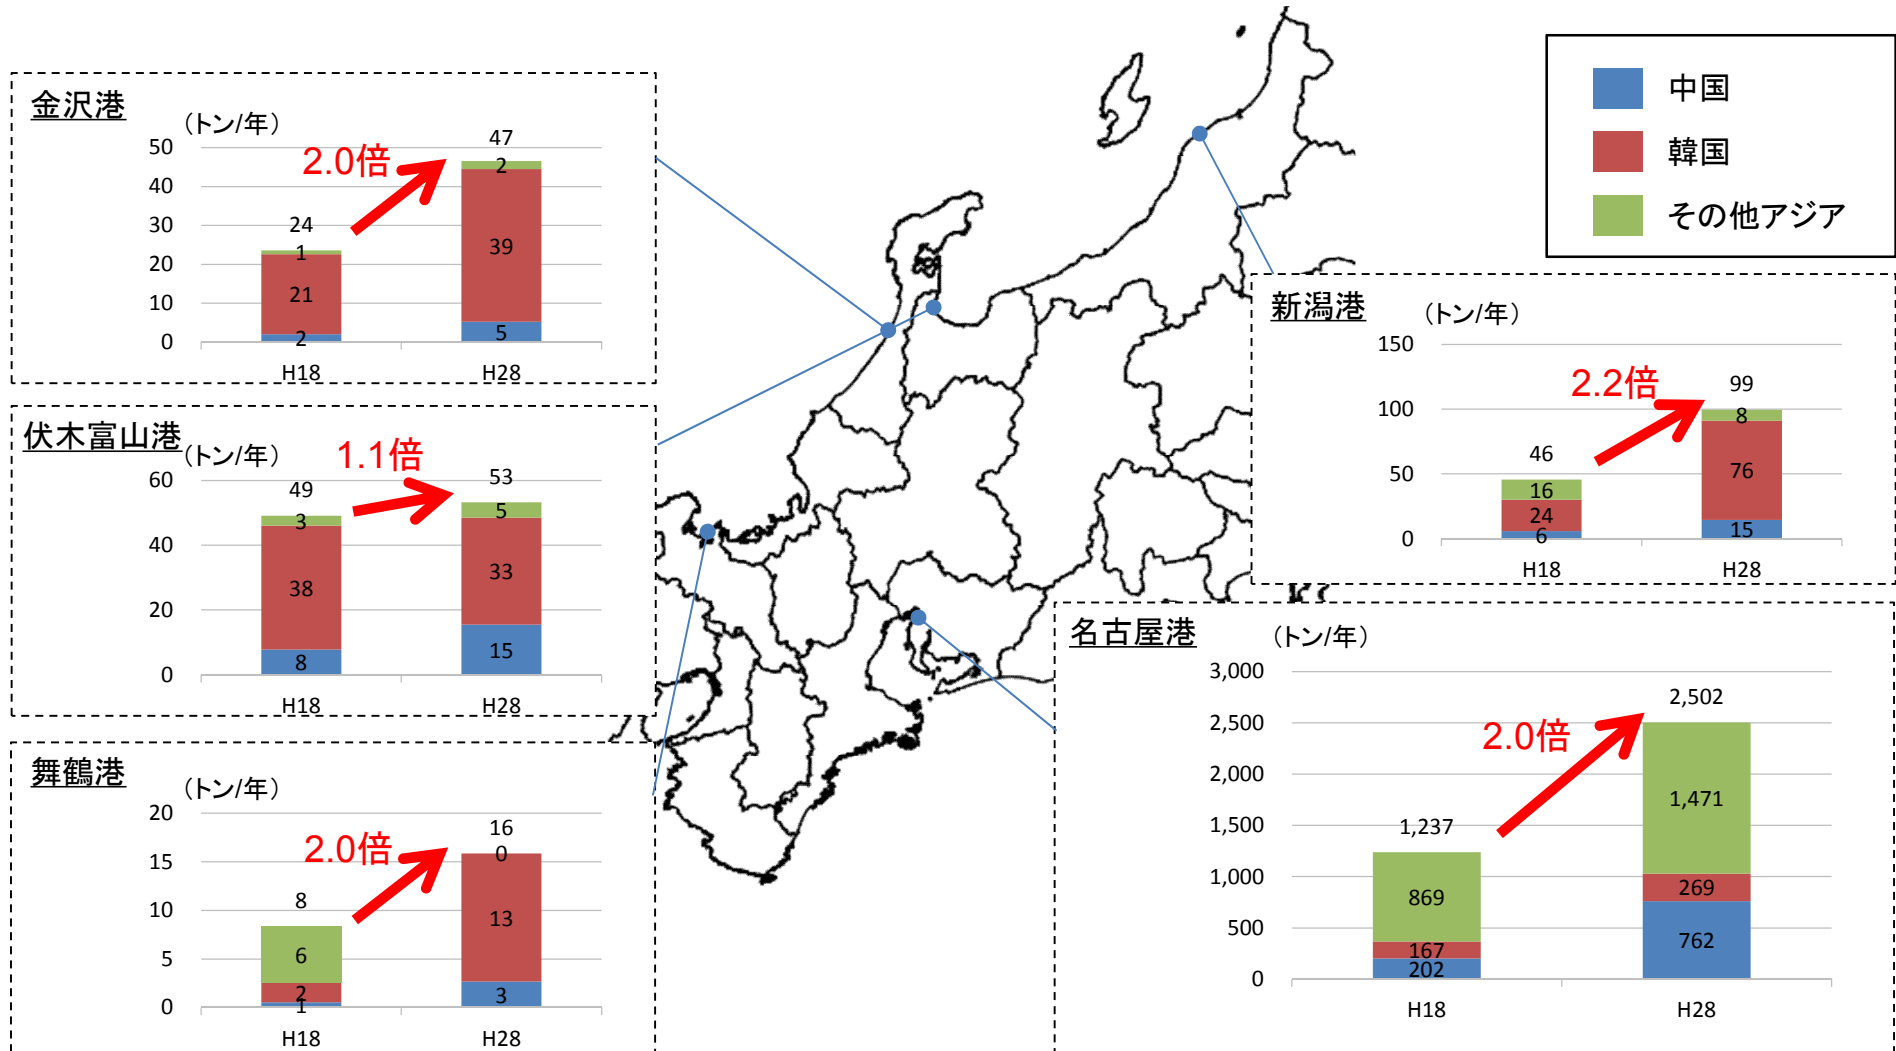 中国
韓国
その他アジア
金沢港
（トン/年）
50
40
30
20
10
0
24
1
21
2
2.0倍
47
2
39
5
H18
H28
伏木富山港
（トン/年）
60
40
20
0
49
3
38
8
1.1倍
53
5
33
15
H18
H28
舞鶴港
（トン/年）
20
15
10
5
0
8
6
2
1
2.0倍
16
0
13
3
H18
H28
新潟港
（トン/年）
150
100
50
0
46
16
24
6
2.2倍
99
8
76
15
H18
H28
名古屋港
（トン/年）
3,000
2,500
2,000
1,500
1,000
500
0
1,237
869
167
202
2.0倍
2,502
1,471
269
762
H18
H28